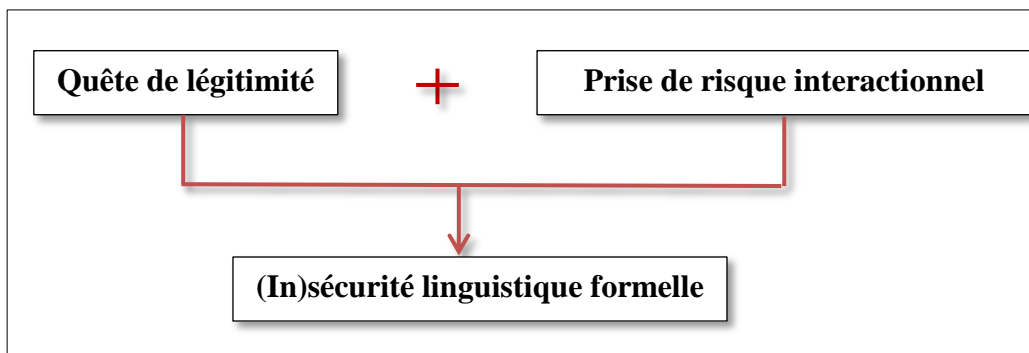 Quête de légitimité
+
Prise de risque interactionnel
(In)sécurité linguistique formelle